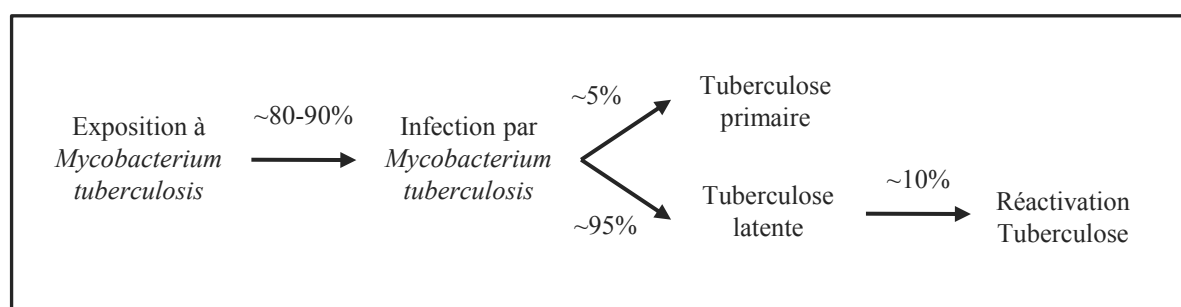 Exposition à
Mycobacterium
tuberculosis
~80-90%
Infection par
Mycobacterium
tuberculosis
~5%
Tuberculose
primaire
~95%
Tuberculose
latente
~10%
Réactivation
Tuberculose